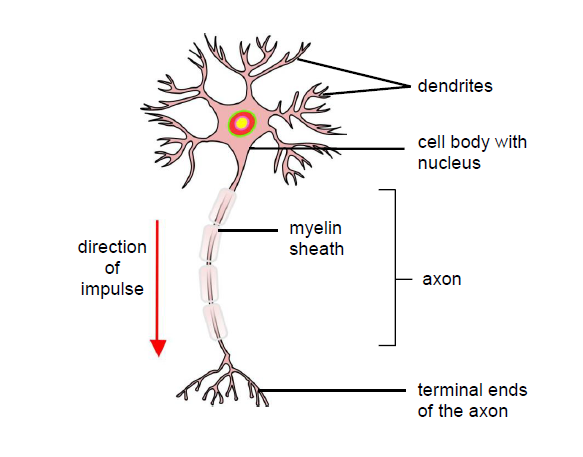 dendrites
cell body with
nucleus
myelin
sheath
direction
of
impulse
axon
terminal ends
of the axon